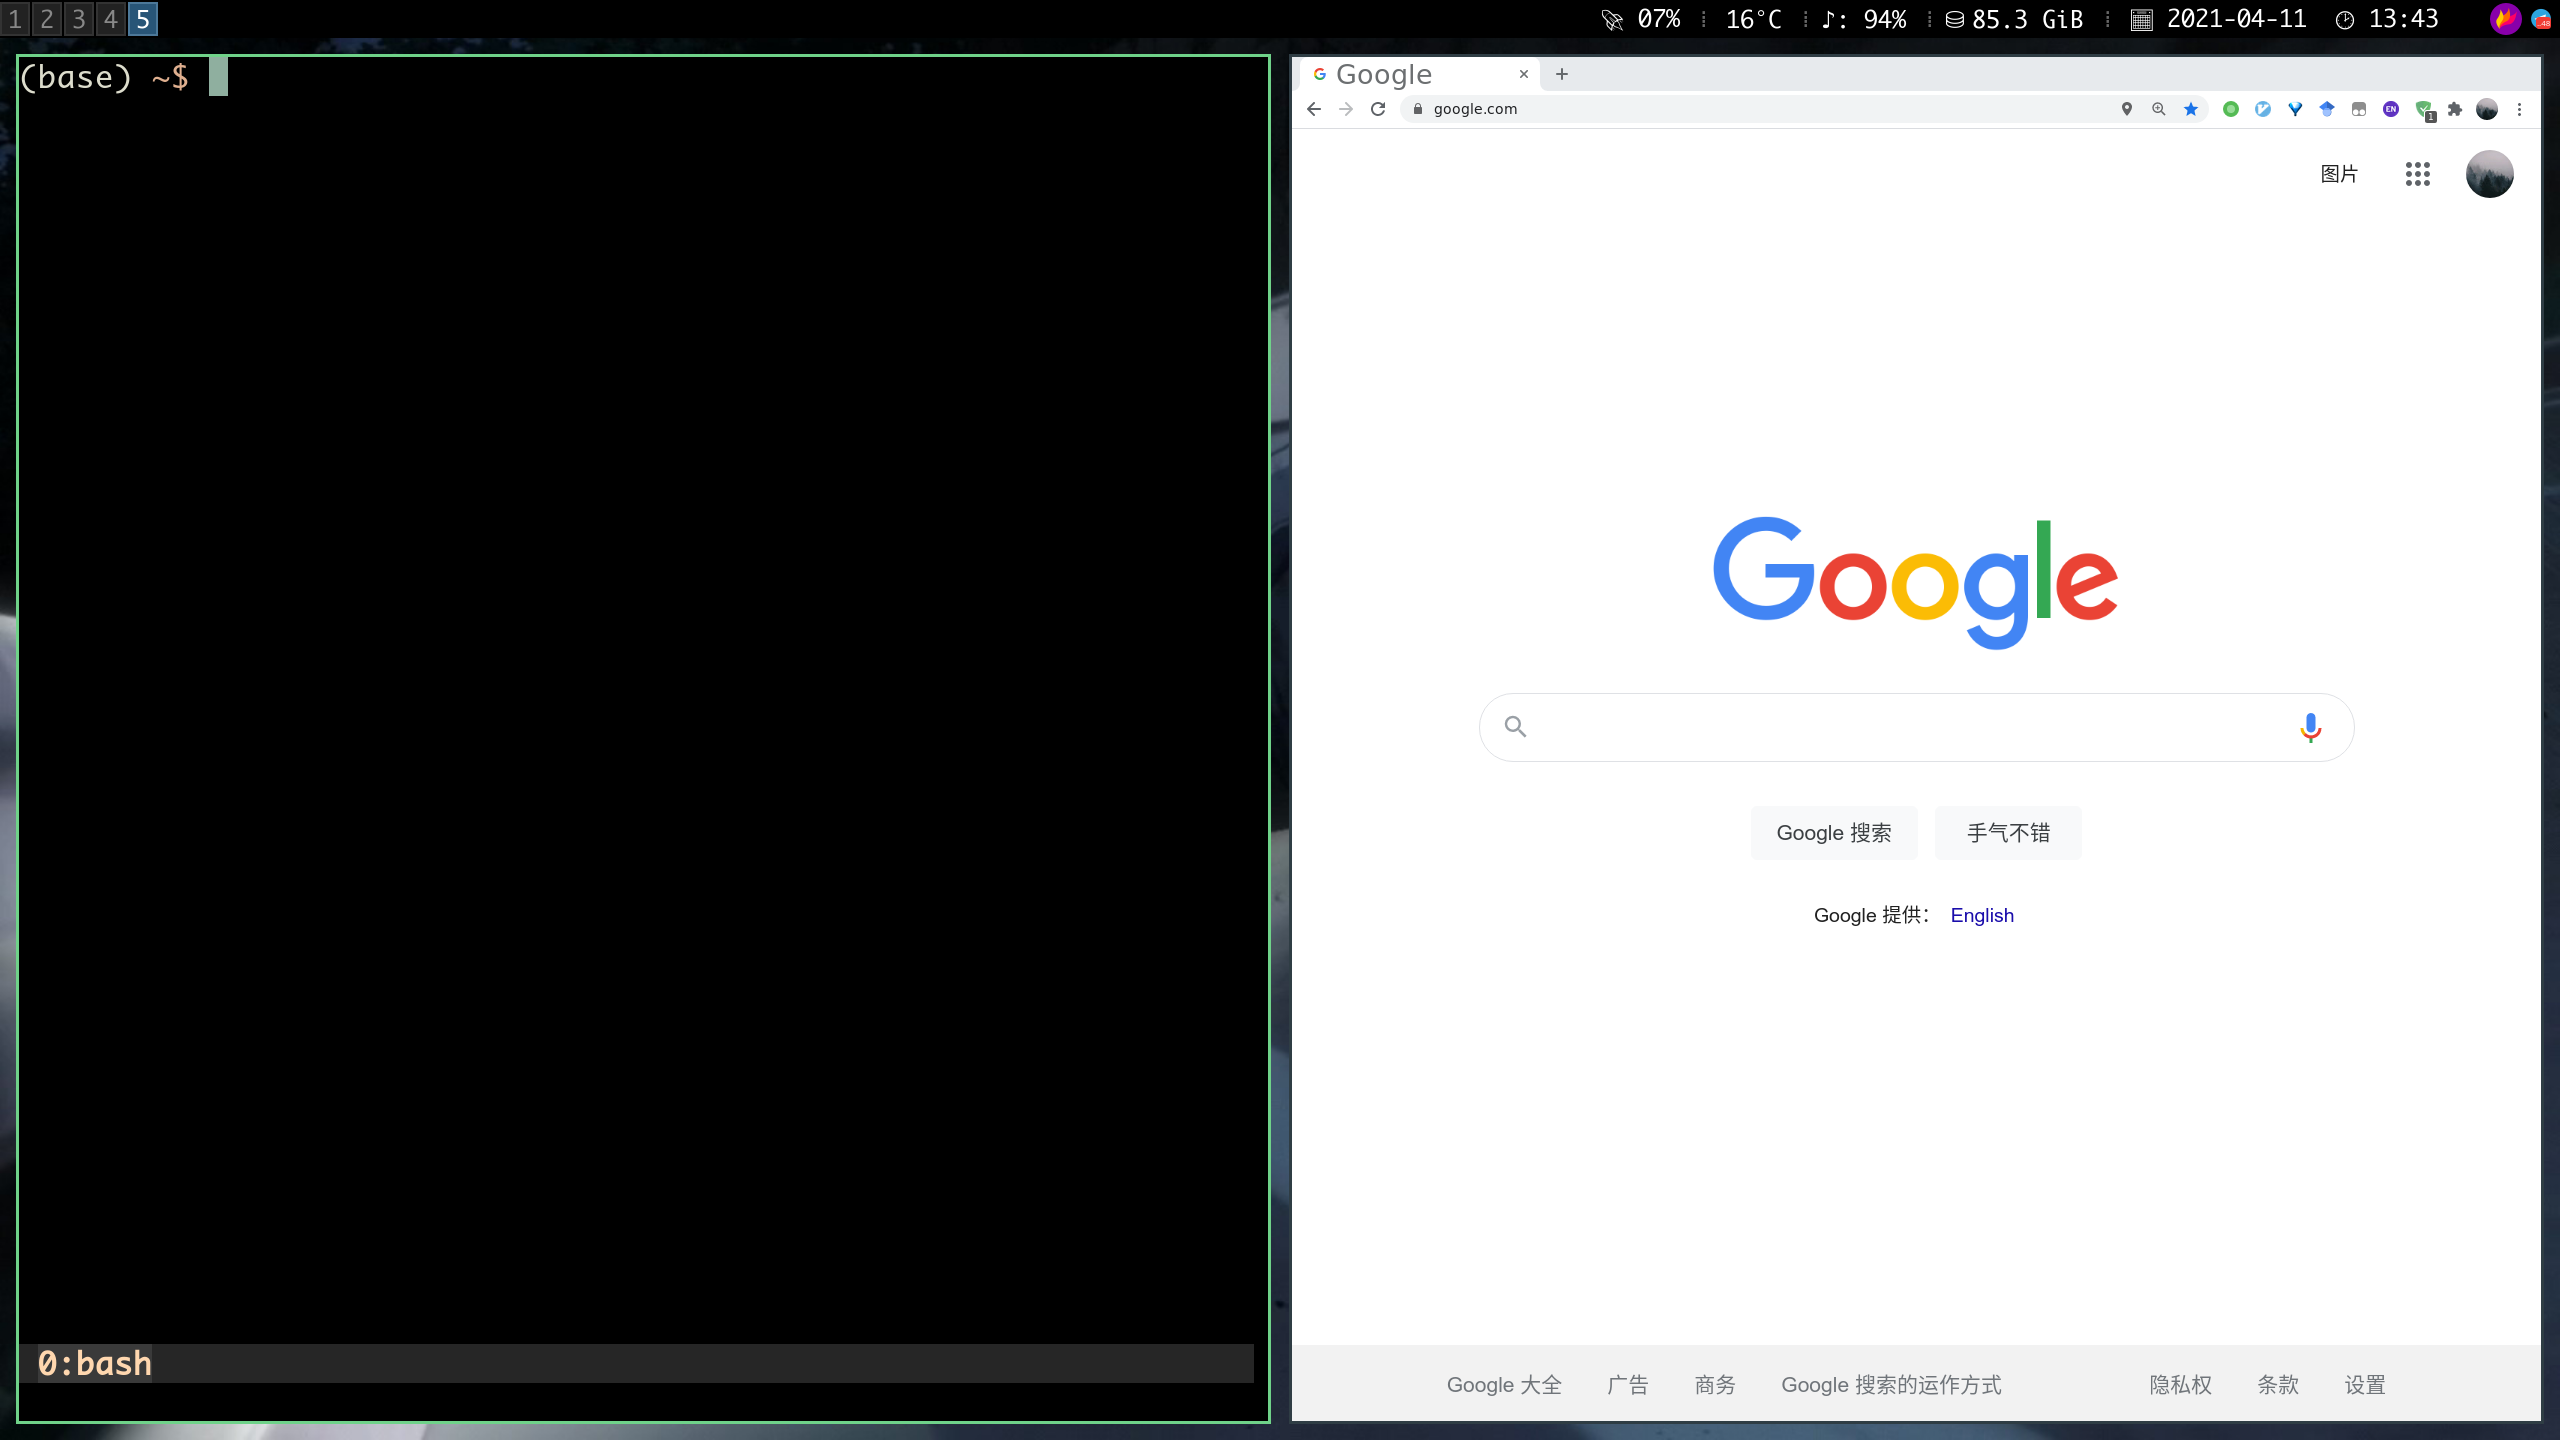 1 2 3 4 5 07% 16°C ♪: 94% 85.3 GiB 2021-04-11 13:43
(base) ~$
0:bash
Google
google.com
EN
1
图片
Google
Google 搜索 手气不错
Google 提供： English
Google 大全 广告 商务 Google 搜索的运作方式 隐私权 条款 设置